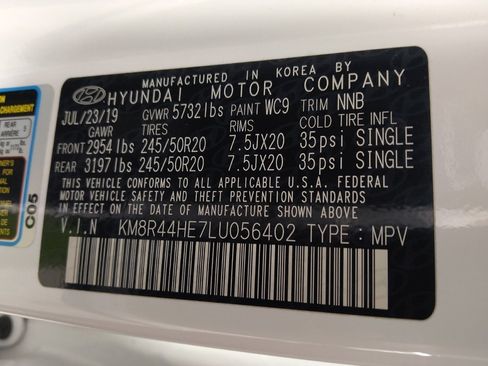 MANUFACTURED IN KOREA BY
HYUNDAI MOTOR COMPANY
JUL/23/19 GVWR 5732lbs PAINT WC9 TRIM NNB
GAWR TIRES RIMS COLD TIRE INFL
FRONT 2954lbs 245/50R20 7.5JX20 35psi SINGLE
REAR 3197lbs 245/50R20 7.5JX20 35psi SINGLE
THIS VEHICLE CONFORMS TO ALL APPLICABLE U.S.A. FEDERAL
MOTOR VEHICLE SAFETY AND THEFT PREVENTION STANDARDS
IN EFFECT ON THE DATE OF MANUFACTURE SHOWN ABOVE
V.I.N KM8R44HE7LU056402 TYPE : MPV
REAR
C05